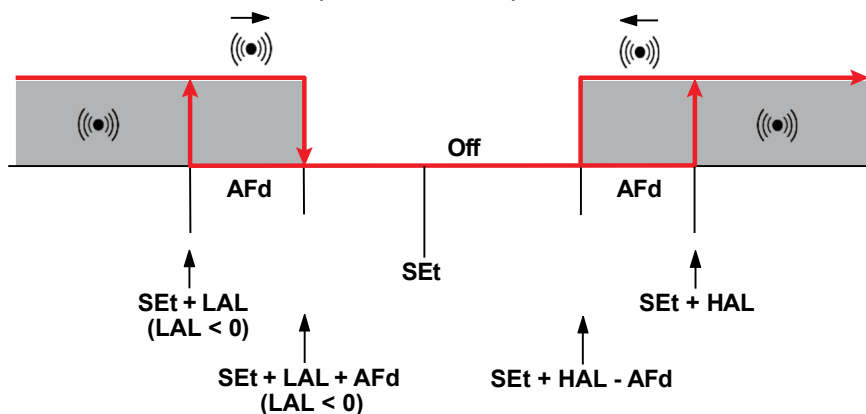 Off
AFd
AFd
SEt
SEt + LAL
(LAL < 0)
SEt + HAL
SEt + LAL + AFd
(LAL < 0)
SEt + HAL - AFd